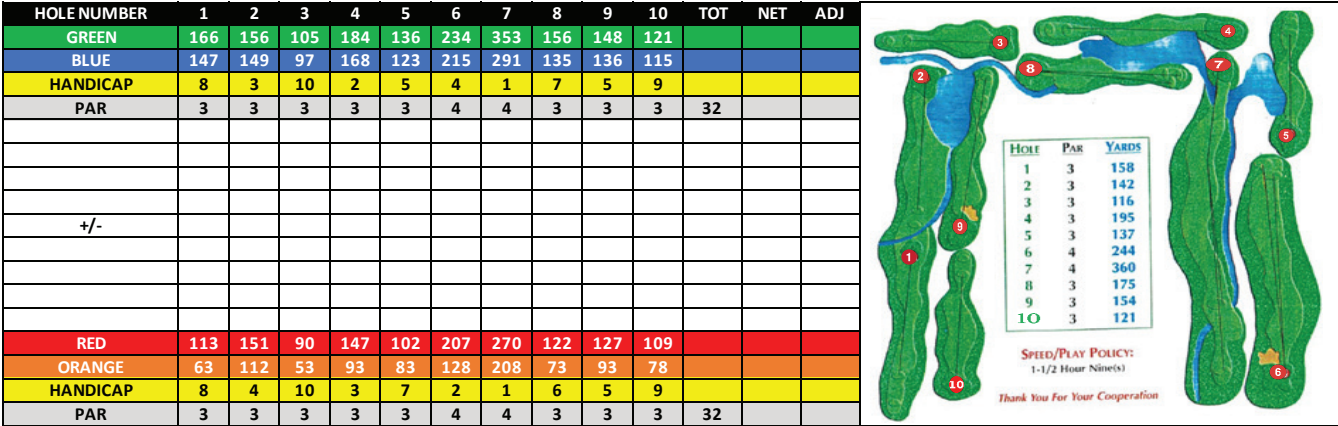 HOLE NUMBER 1 2 3 4 5 6 7 8 9 10 TOT NET ADJ
GREEN 166 156 105 184 136 234 353 156 148 121
BLUE 147 149 97 168 123 215 291 135 136 115
HANDICAP 8 3 10 2 5 4 1 7 5 9
PAR 3 3 3 3 3 4 4 3 3 3 32
+/-
RED 113 151 90 147 102 207 270 122 127 109
ORANGE 63 112 53 93 83 128 208 73 93 78
HANDICAP 8 4 10 3 7 2 1 6 5 9
PAR 3 3 3 3 3 4 4 3 3 3 32
3
4
2
8
7
5
9
1
10
6
HOLE PAR YARDS
1 3 158
2 3 142
3 3 116
4 3 195
5 3 137
6 4 244
7 4 360
8 3 175
9 3 154
10 3 121
SPEED/PLAY POLICY:
1-1/2 Hour Nine(s)
Thank You For Your Cooperation